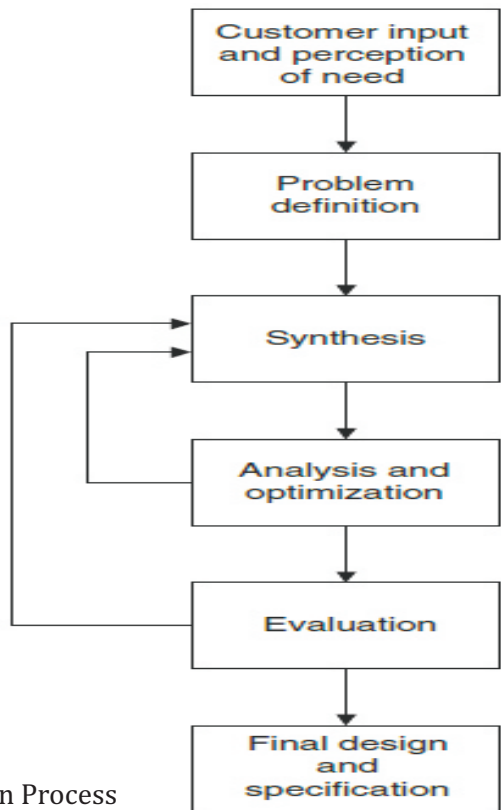 Customer input
and perception
of need
Problem
definition
Synthesis
Analysis and
optimization
Evaluation
Final design
and
specification
n Process